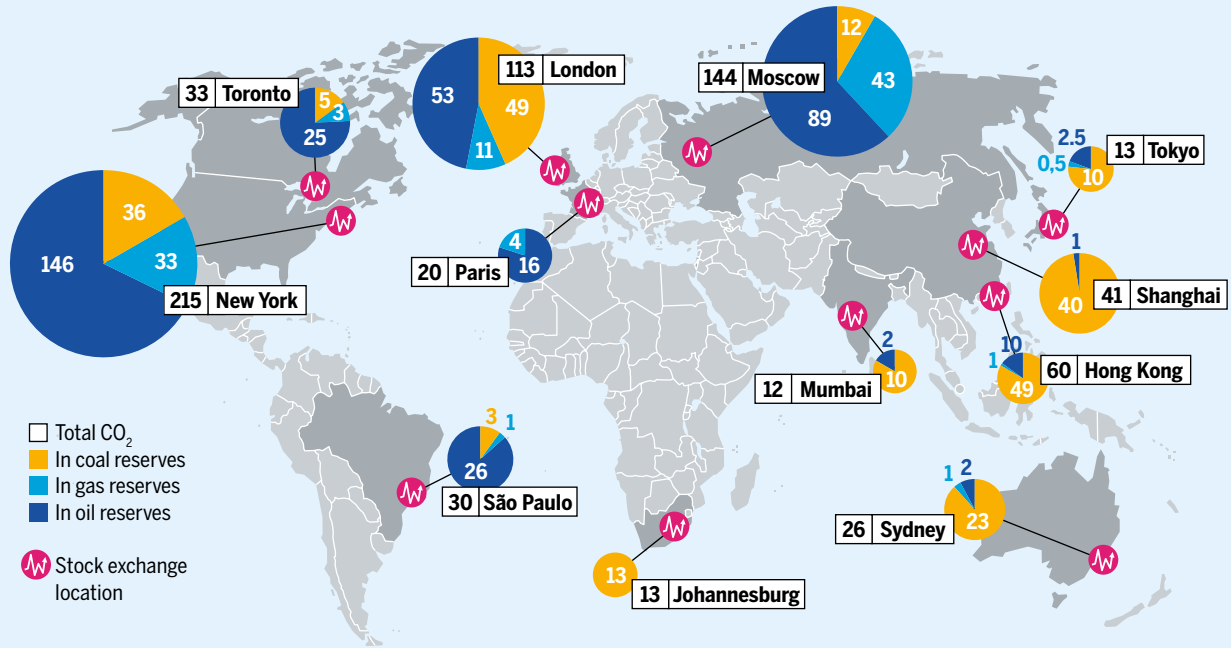 12
113 London
144 Moscow
53
49
43
33 Toronto
5
3
25
11
89
2.5
0,5
13 Tokyo
10
36
146
33
215 New York
4
20 Paris
16
1
40
41 Shanghai
2
12 Mumbai
10
10
1
49
60 Hong Kong
Total CO2
In coal reserves
In gas reserves
In oil reserves
Stock exchange
location
3
1
26
30 São Paulo
13
13 Johannesburg
1
2
23
26 Sydney